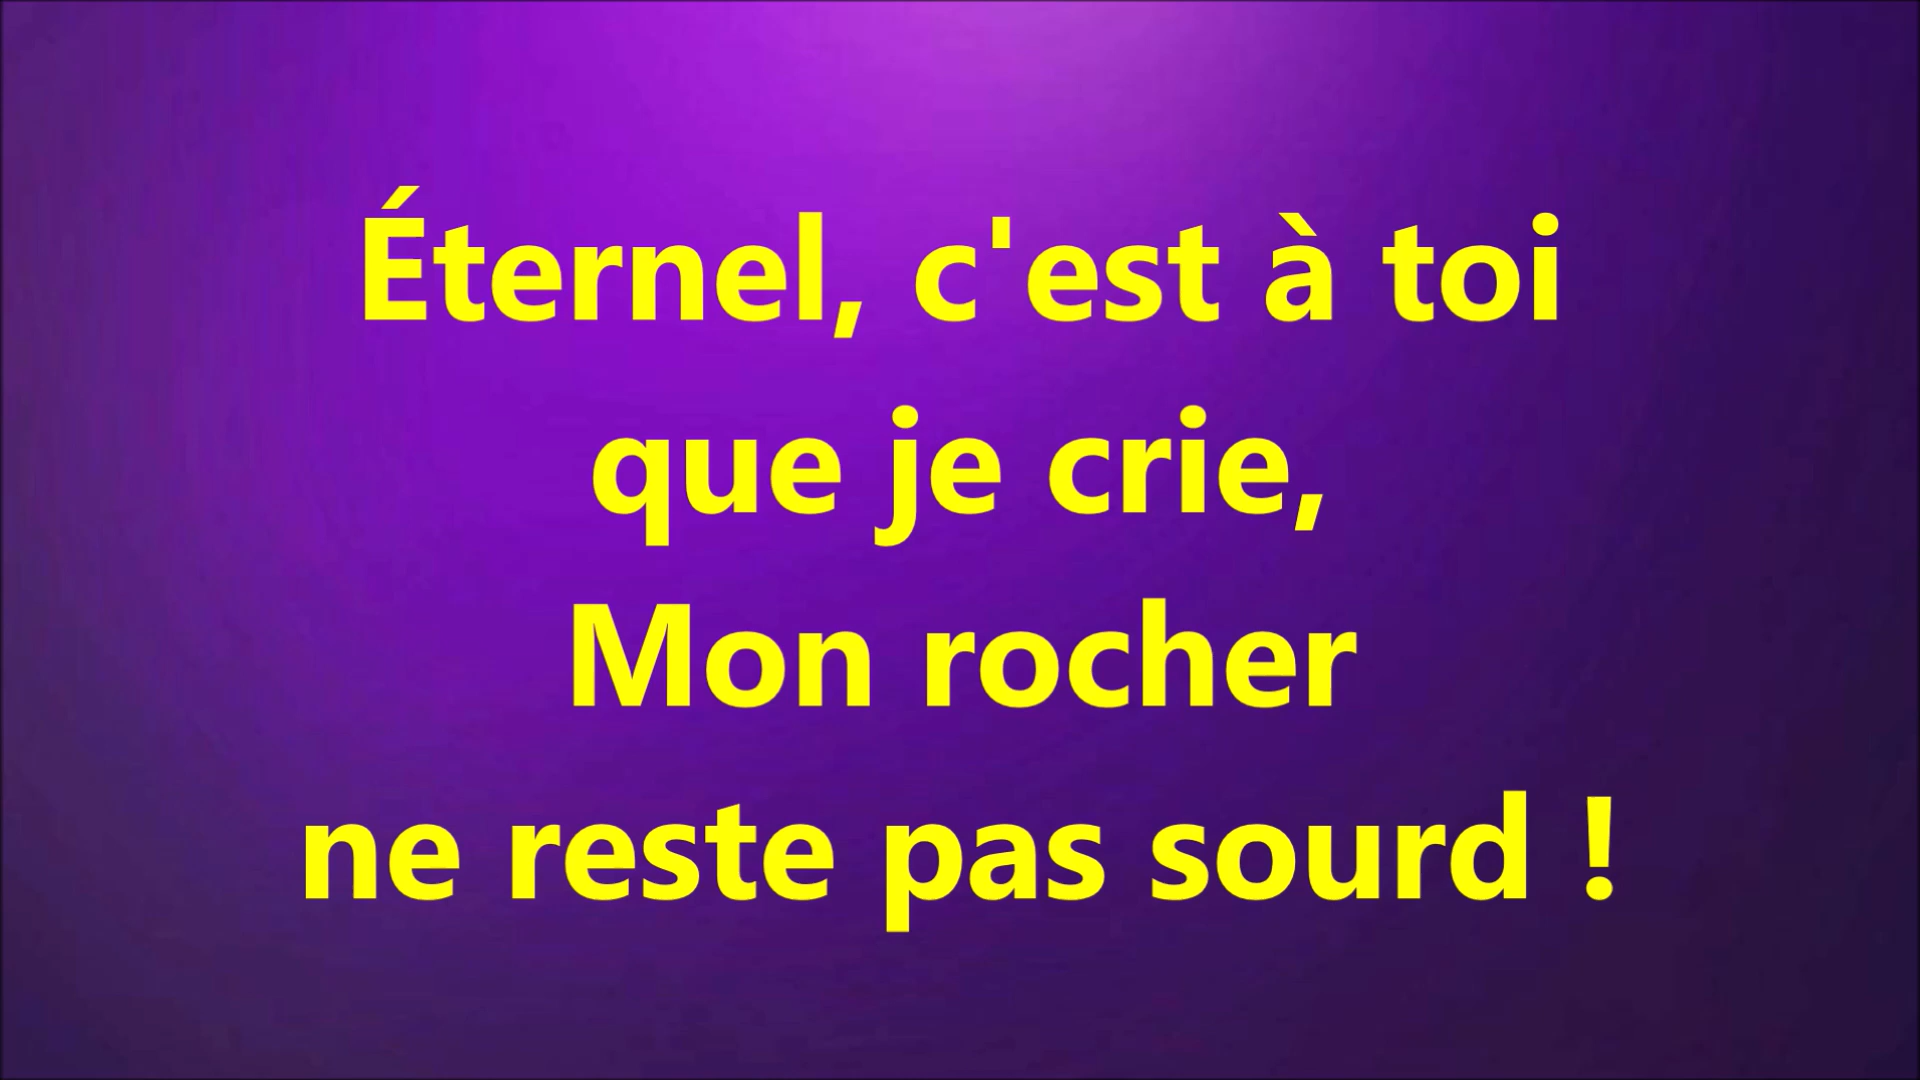 Éternel, c'est à toi
que je crie,
Mon rocher
ne reste pas sourd !